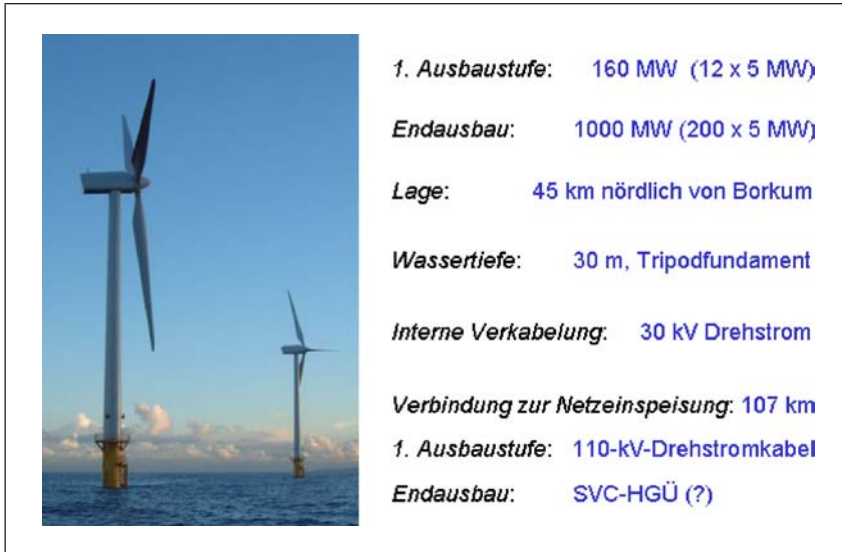 1. Ausbaustufe: 160 MW (12 x 5 MW)
Endausbau: 1000 MW (200 x 5 MW)
Lage: 45 km nördlich von Borkum
Wassertiefe: 30 m, Tripodfundament
Interne Verkabelung: 30 kV Drehstrom
Verbindung zur Netzeinspeisung: 107 km
1. Ausbaustufe: 110-kV-Drehstromkabel
Endausbau: SVC-HGÜ (?)